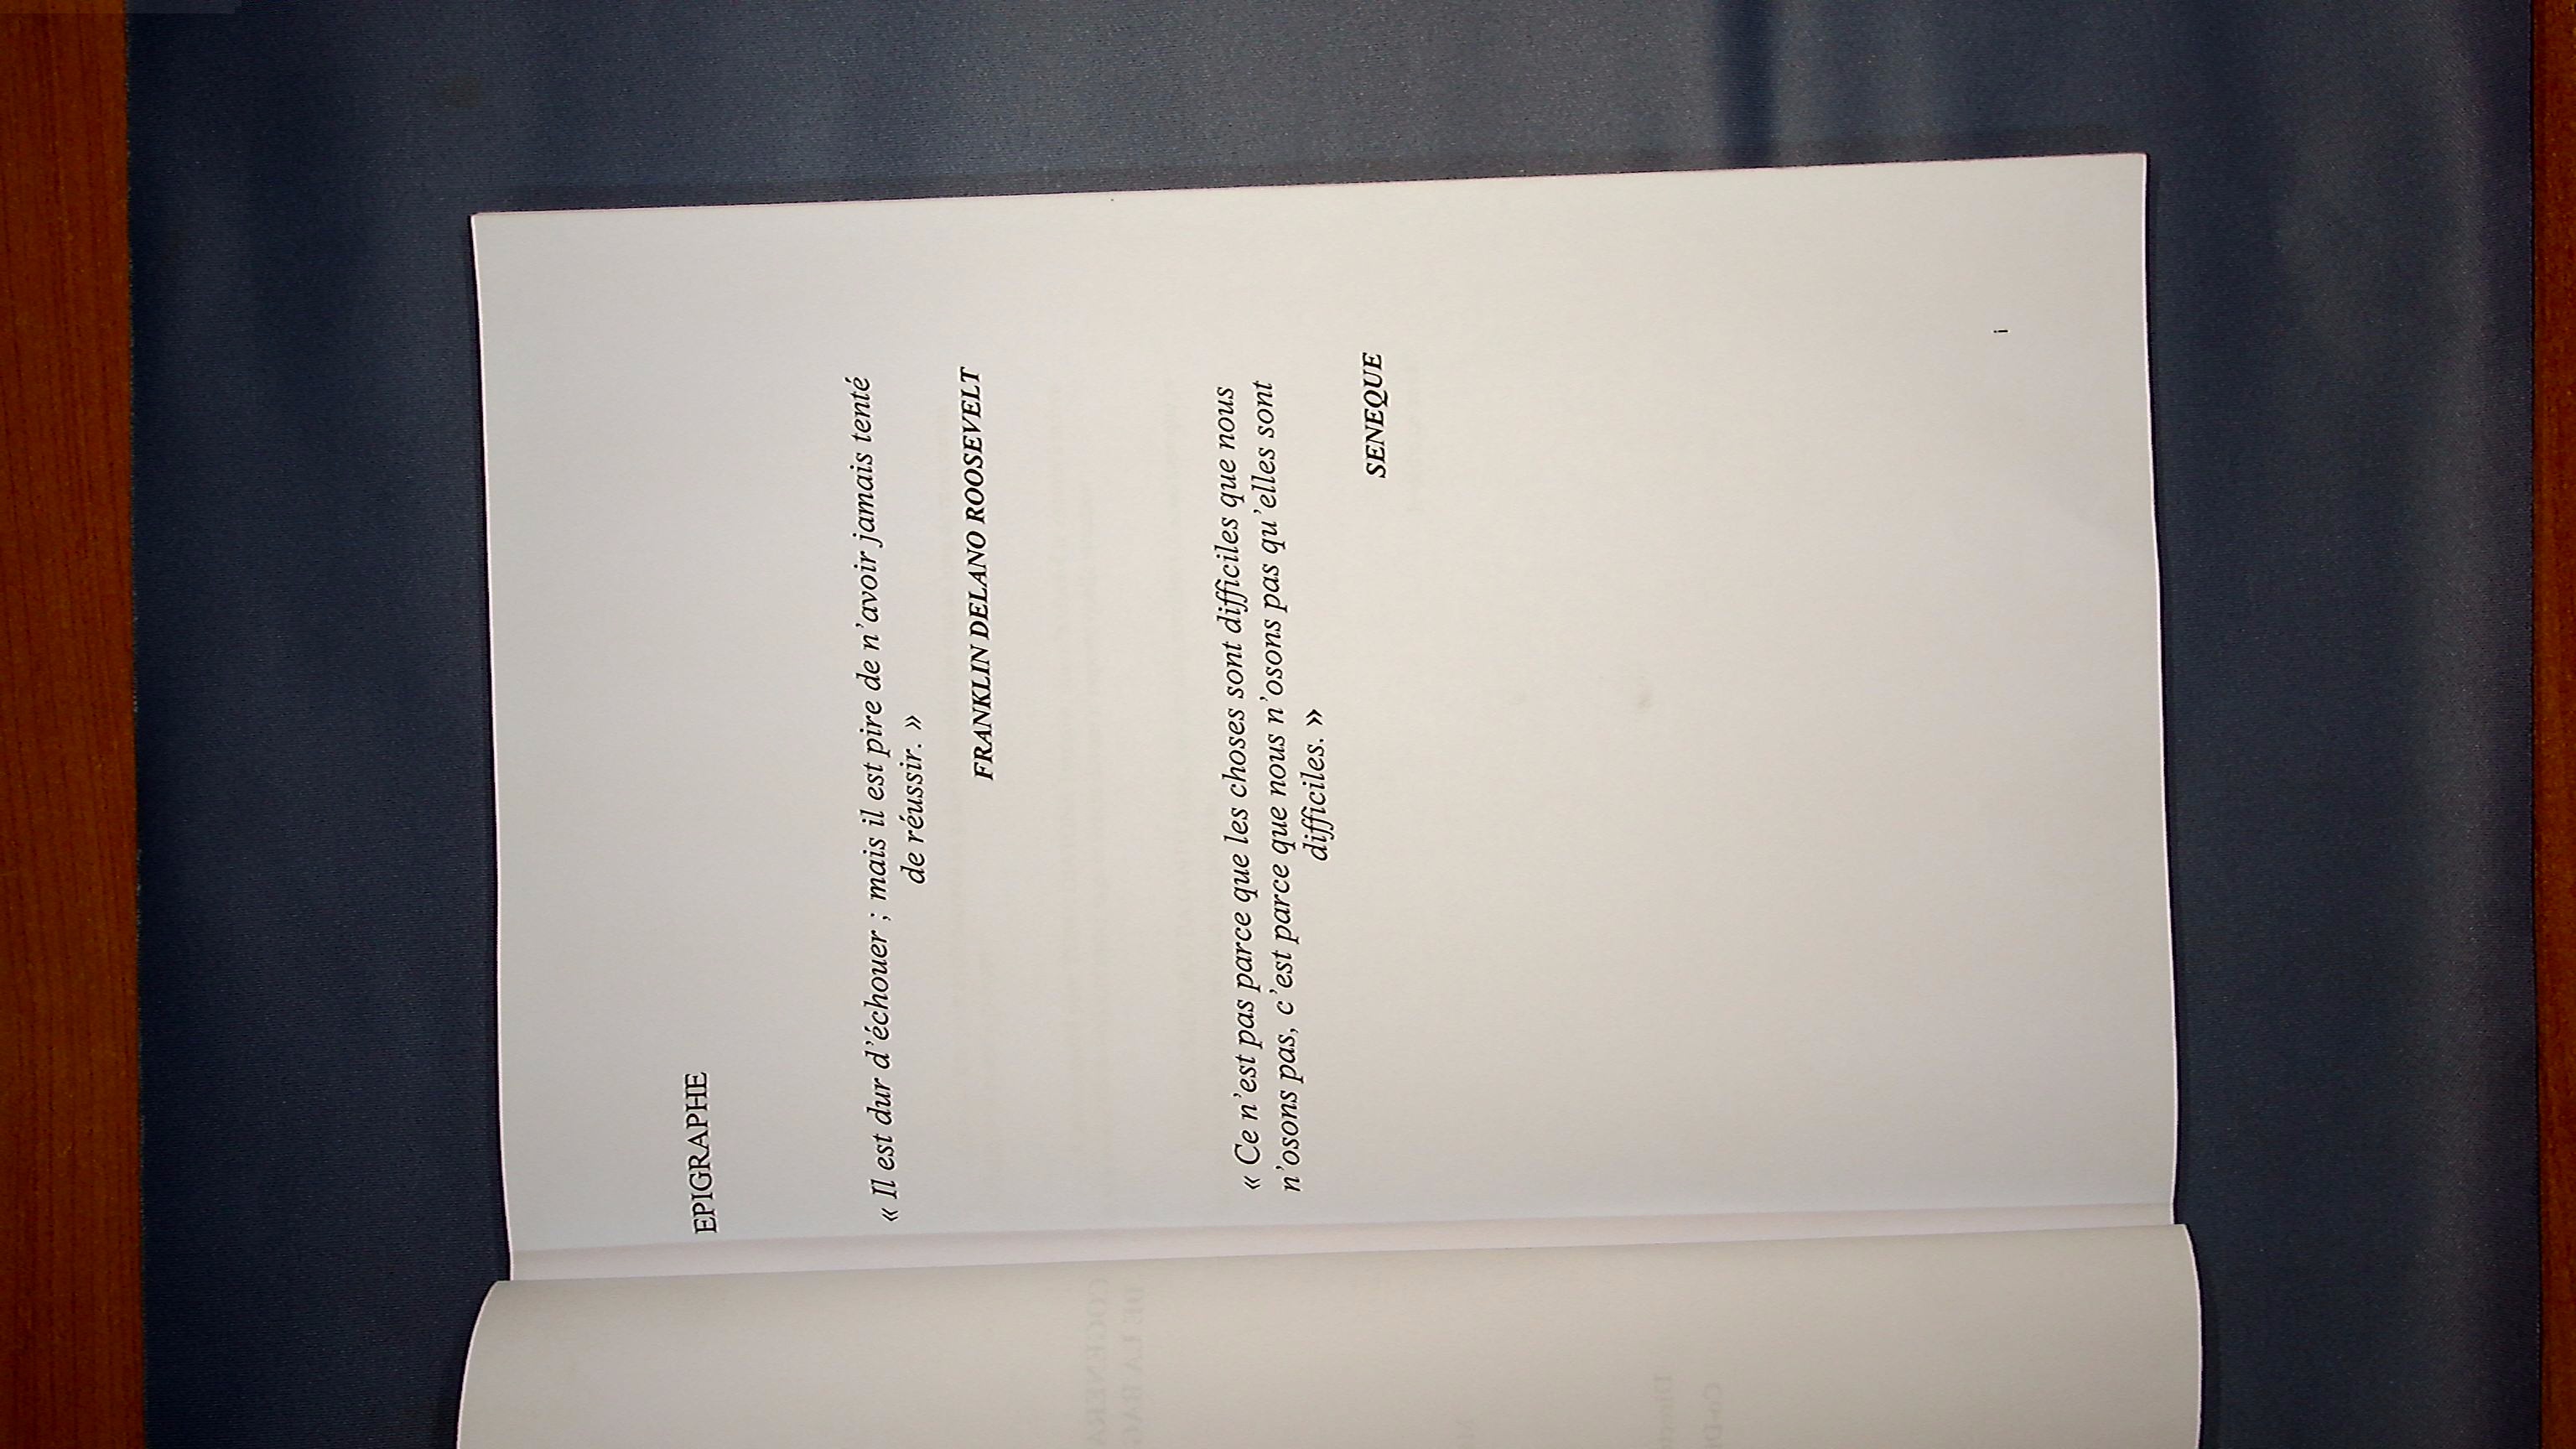 EPIGRAPHE
« Il est dur d'échouer ; mais il est pire de n'avoir jamais tenté
de réussir. »
FRANKLIN DELANO ROOSEVELT
« Ce n'est pas parce que les choses sont difficiles que nous
n'osons pas, c'est parce que nous n'osons pas qu'elles sont
difficiles. »
SENEQUE
i